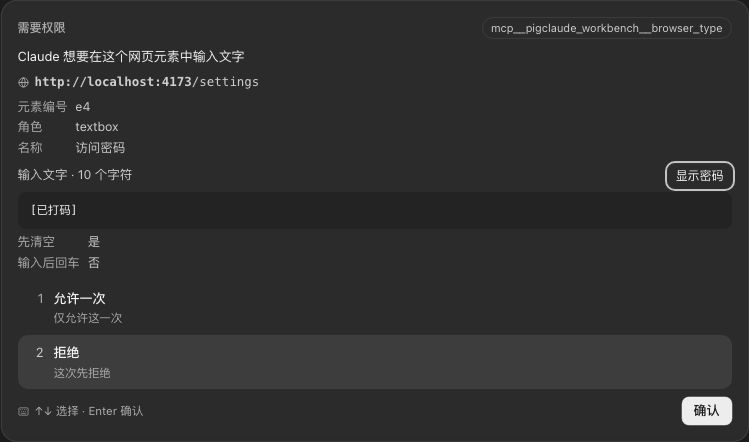 需要权限
mcp__pigclaude_workbench__browser_type
Claude 想要在这个网页元素中输入文字
http://localhost:4173/settings
元素编号 e4
角色 textbox
名称 访问密码
输入文字 · 10 个字符
显示密码
[已打码]
先清空 是
输入后回车 否
1 允许一次
仅允许这一次
2 拒绝
这次先拒绝
↑↓ 选择 · Enter 确认
确认